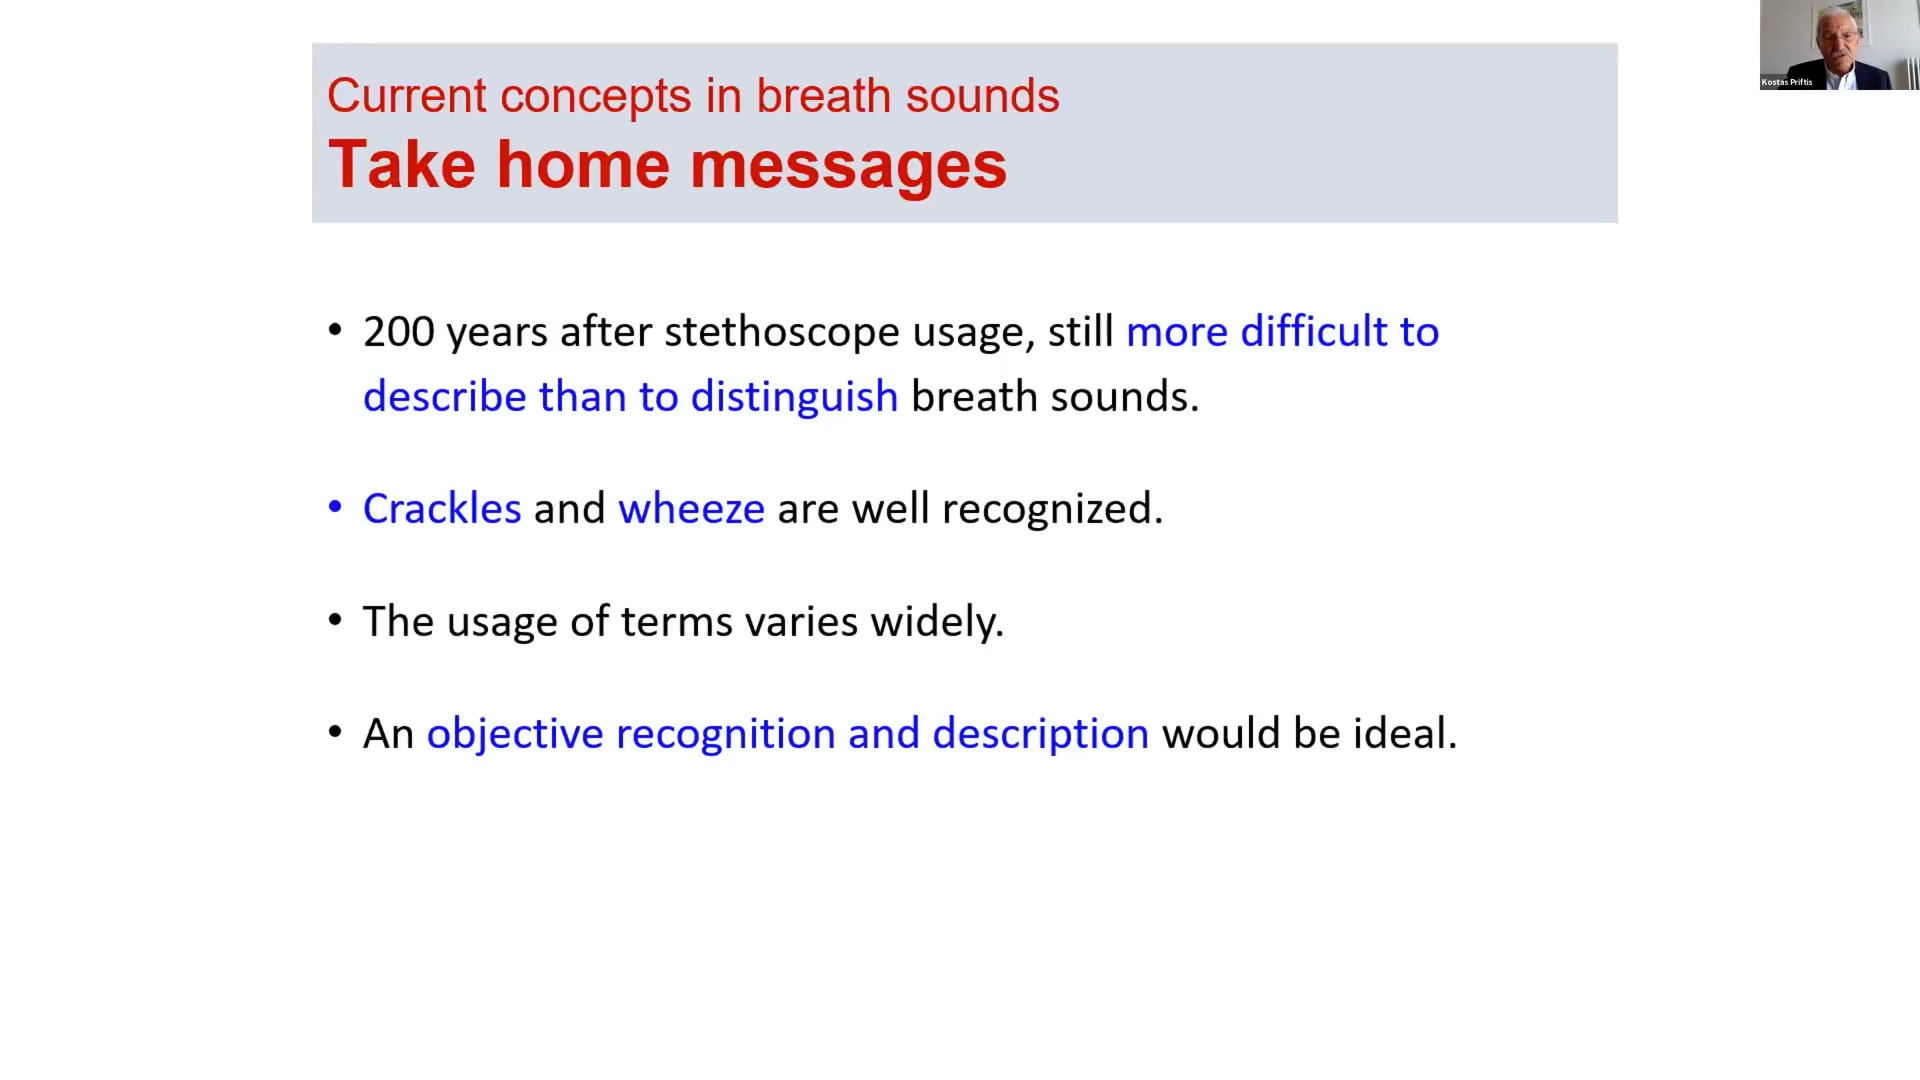 Current concepts in breath sounds
Take home messages
• 200 years after stethoscope usage, still more difficult to
describe than to distinguish breath sounds.
• Crackles and wheeze are well recognized.
• The usage of terms varies widely.
• An objective recognition and description would be ideal.
Kostas Priftis